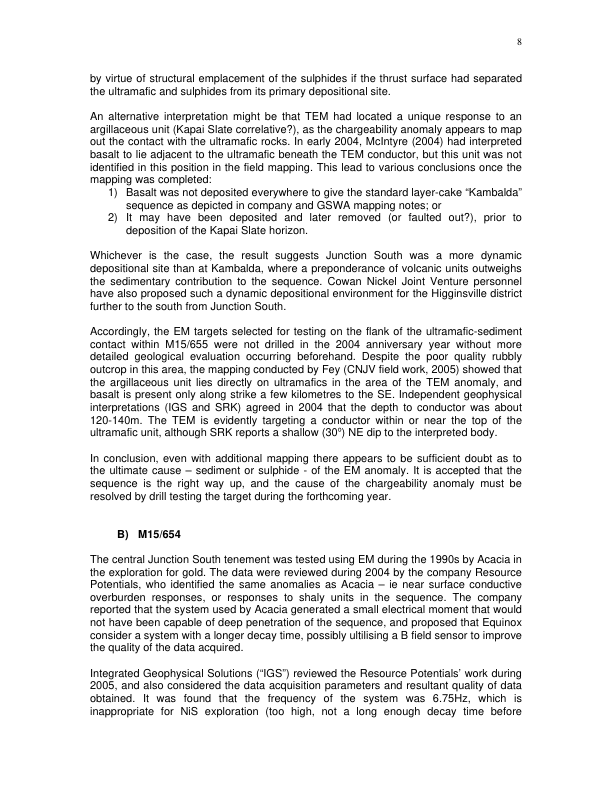 8
by virtue of structural emplacement of the sulphides if the thrust surface had separated
the ultramafic and sulphides from its primary depositional site.
An alternative interpretation might be that TEM had located a unique response to an
argillaceous unit (Kapai Slate correlative?), as the chargeability anomaly appears to map
out the contact with the ultramafic rocks. In early 2004, McIntyre (2004) had interpreted
basalt to lie adjacent to the ultramafic beneath the TEM conductor, but this unit was not
identified in this position in the field mapping. This lead to various conclusions once the
mapping was completed:
1) Basalt was not deposited everywhere to give the standard layer-cake “Kambalda”
sequence as depicted in company and GSWA mapping notes; or
2) It may have been deposited and later removed (or faulted out?), prior to
deposition of the Kapai Slate horizon.
Whichever is the case, the result suggests Junction South was a more dynamic
depositional site than at Kambalda, where a preponderance of volcanic units outweighs
the sedimentary contribution to the sequence. Cowan Nickel Joint Venture personnel
have also proposed such a dynamic depositional environment for the Higginsville district
further to the south from Junction South.
Accordingly, the EM targets selected for testing on the flank of the ultramafic-sediment
contact within M15/655 were not drilled in the 2004 anniversary year without more
detailed geological evaluation occurring beforehand. Despite the poor quality rubbly
outcrop in this area, the mapping conducted by Fey (CNJV field work, 2005) showed that
the argillaceous unit lies directly on ultramafics in the area of the TEM anomaly, and
basalt is present only along strike a few kilometres to the SE. Independent geophysical
interpretations (IGS and SRK) agreed in 2004 that the depth to conductor was about
120-140m. The TEM is evidently targeting a conductor within or near the top of the
ultramafic unit, although SRK reports a shallow (30º) NE dip to the interpreted body.
In conclusion, even with additional mapping there appears to be sufficient doubt as to
the ultimate cause – sediment or sulphide - of the EM anomaly. It is accepted that the
sequence is the right way up, and the cause of the chargeability anomaly must be
resolved by drill testing the target during the forthcoming year.
B) M15/654
The central Junction South tenement was tested using EM during the 1990s by Acacia in
the exploration for gold. The data were reviewed during 2004 by the company Resource
Potentials, who identified the same anomalies as Acacia – ie near surface conductive
overburden responses, or responses to shaly units in the sequence. The company
reported that the system used by Acacia generated a small electrical moment that would
not have been capable of deep penetration of the sequence, and proposed that Equinox
consider a system with a longer decay time, possibly ultilising a B field sensor to improve
the quality of the data acquired.
Integrated Geophysical Solutions (“IGS”) reviewed the Resource Potentials’ work during
2005, and also considered the data acquisition parameters and resultant quality of data
obtained. It was found that the frequency of the system was 6.75Hz, which is
inappropriate for NiS exploration (too high, not a long enough decay time before